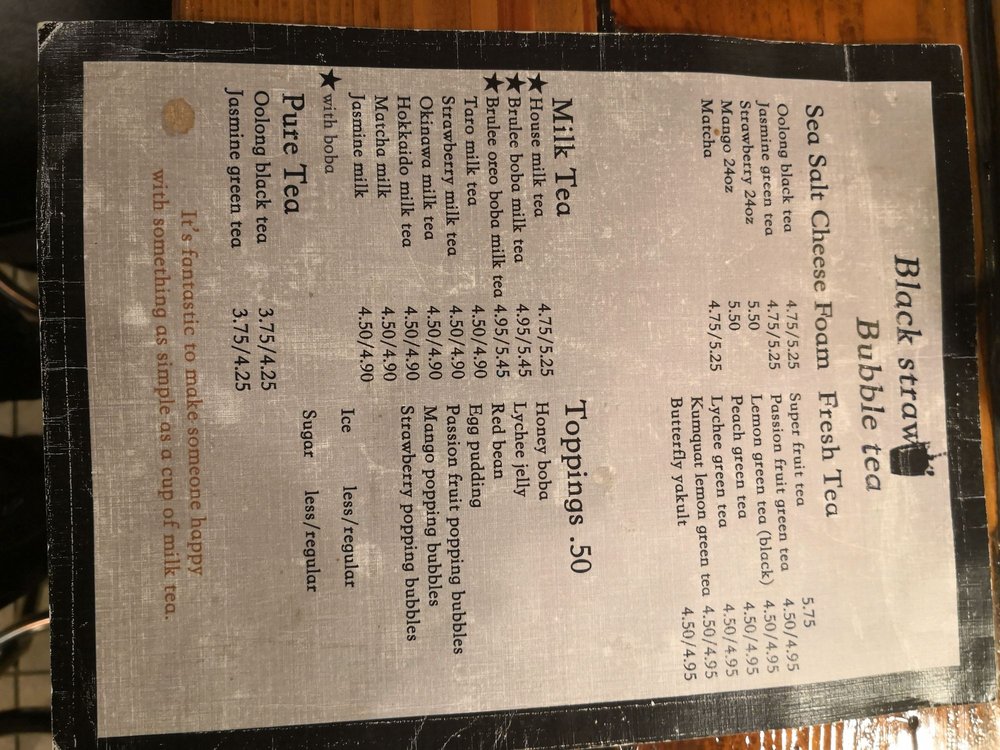 Black straw
Bubble tea
Sea Salt Cheese Foam
Oolong black tea 4.75/5.25
Jasmine green tea 4.75/5.25
Strawberry 24oz 5.50
Mango 24oz 5.50
Matcha 4.75/5.25
Fresh Tea
Super fruit tea 5.75
Passion fruit green tea 4.50/4.95
Lemon green tea (black) 4.50/4.95
Peach green tea 4.50/4.95
Lychee green tea 4.50/4.95
Kumquat lemon green tea 4.50/4.95
Butterfly yakult 4.50/4.95
Milk Tea
★ House milk tea 4.75/5.25
★ Brulee boba milk tea 4.95/5.45
★ Brulee oreo boba milk tea 4.95/5.45
Taro milk tea 4.50/4.90
Strawberry milk tea 4.50/4.90
Okinawa milk tea 4.50/4.90
Hokkaido milk tea 4.50/4.90
Matcha milk 4.50/4.90
Jasmine milk 4.50/4.90
★ with boba
Toppings .50
Honey boba
Lychee jelly
Red bean
Egg pudding
Passion fruit popping bubbles
Mango popping bubbles
Strawberry popping bubbles
Ice less/regular
Sugar less/regular
Pure Tea
Oolong black tea 3.75/4.25
Jasmine green tea 3.75/4.25
It's fantastic to make someone happy
with something as simple as a cup of milk tea.